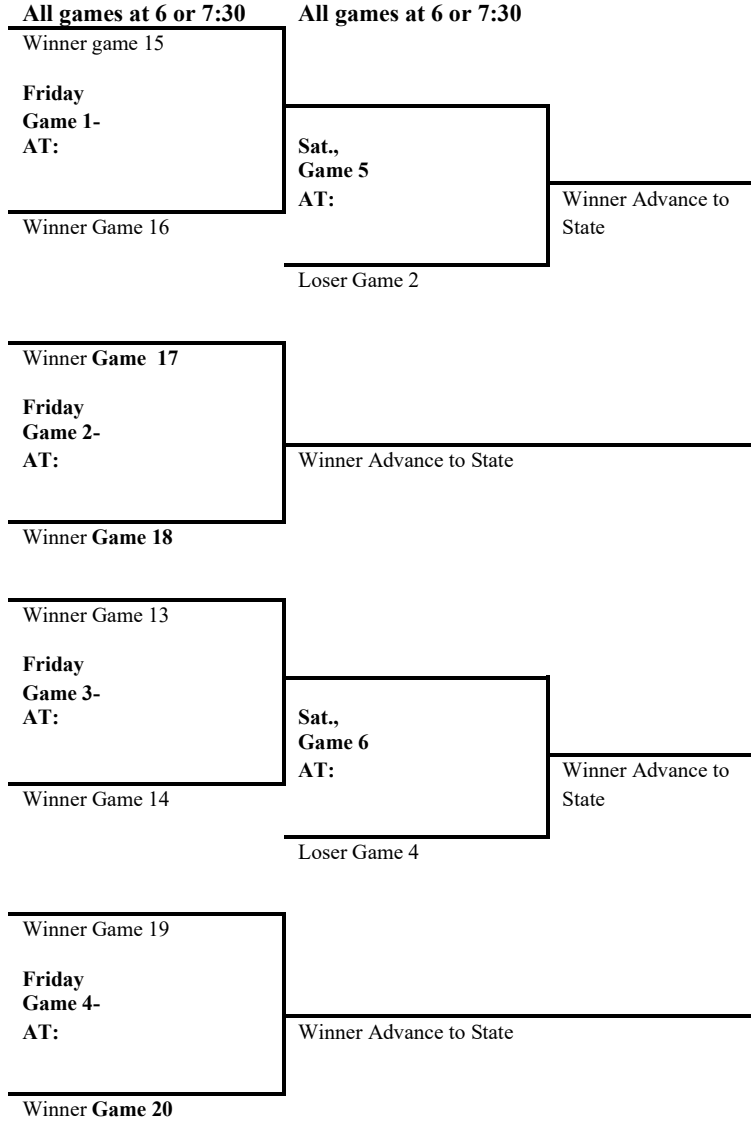 All games at 6 or 7:30 All games at 6 or 7:30
Winner game 15
Friday
Game 1-
AT:
Sat.,
Game 5
AT:
Winner Advance to
State
Winner Game 16
Loser Game 2
Winner Game 17
Friday
Game 2-
AT:
Winner Advance to State
Winner Game 18
Winner Game 13
Friday
Game 3-
AT:
Sat.,
Game 6
AT:
Winner Advance to
State
Winner Game 14
Loser Game 4
Winner Game 19
Friday
Game 4-
AT:
Winner Advance to State
Winner Game 20